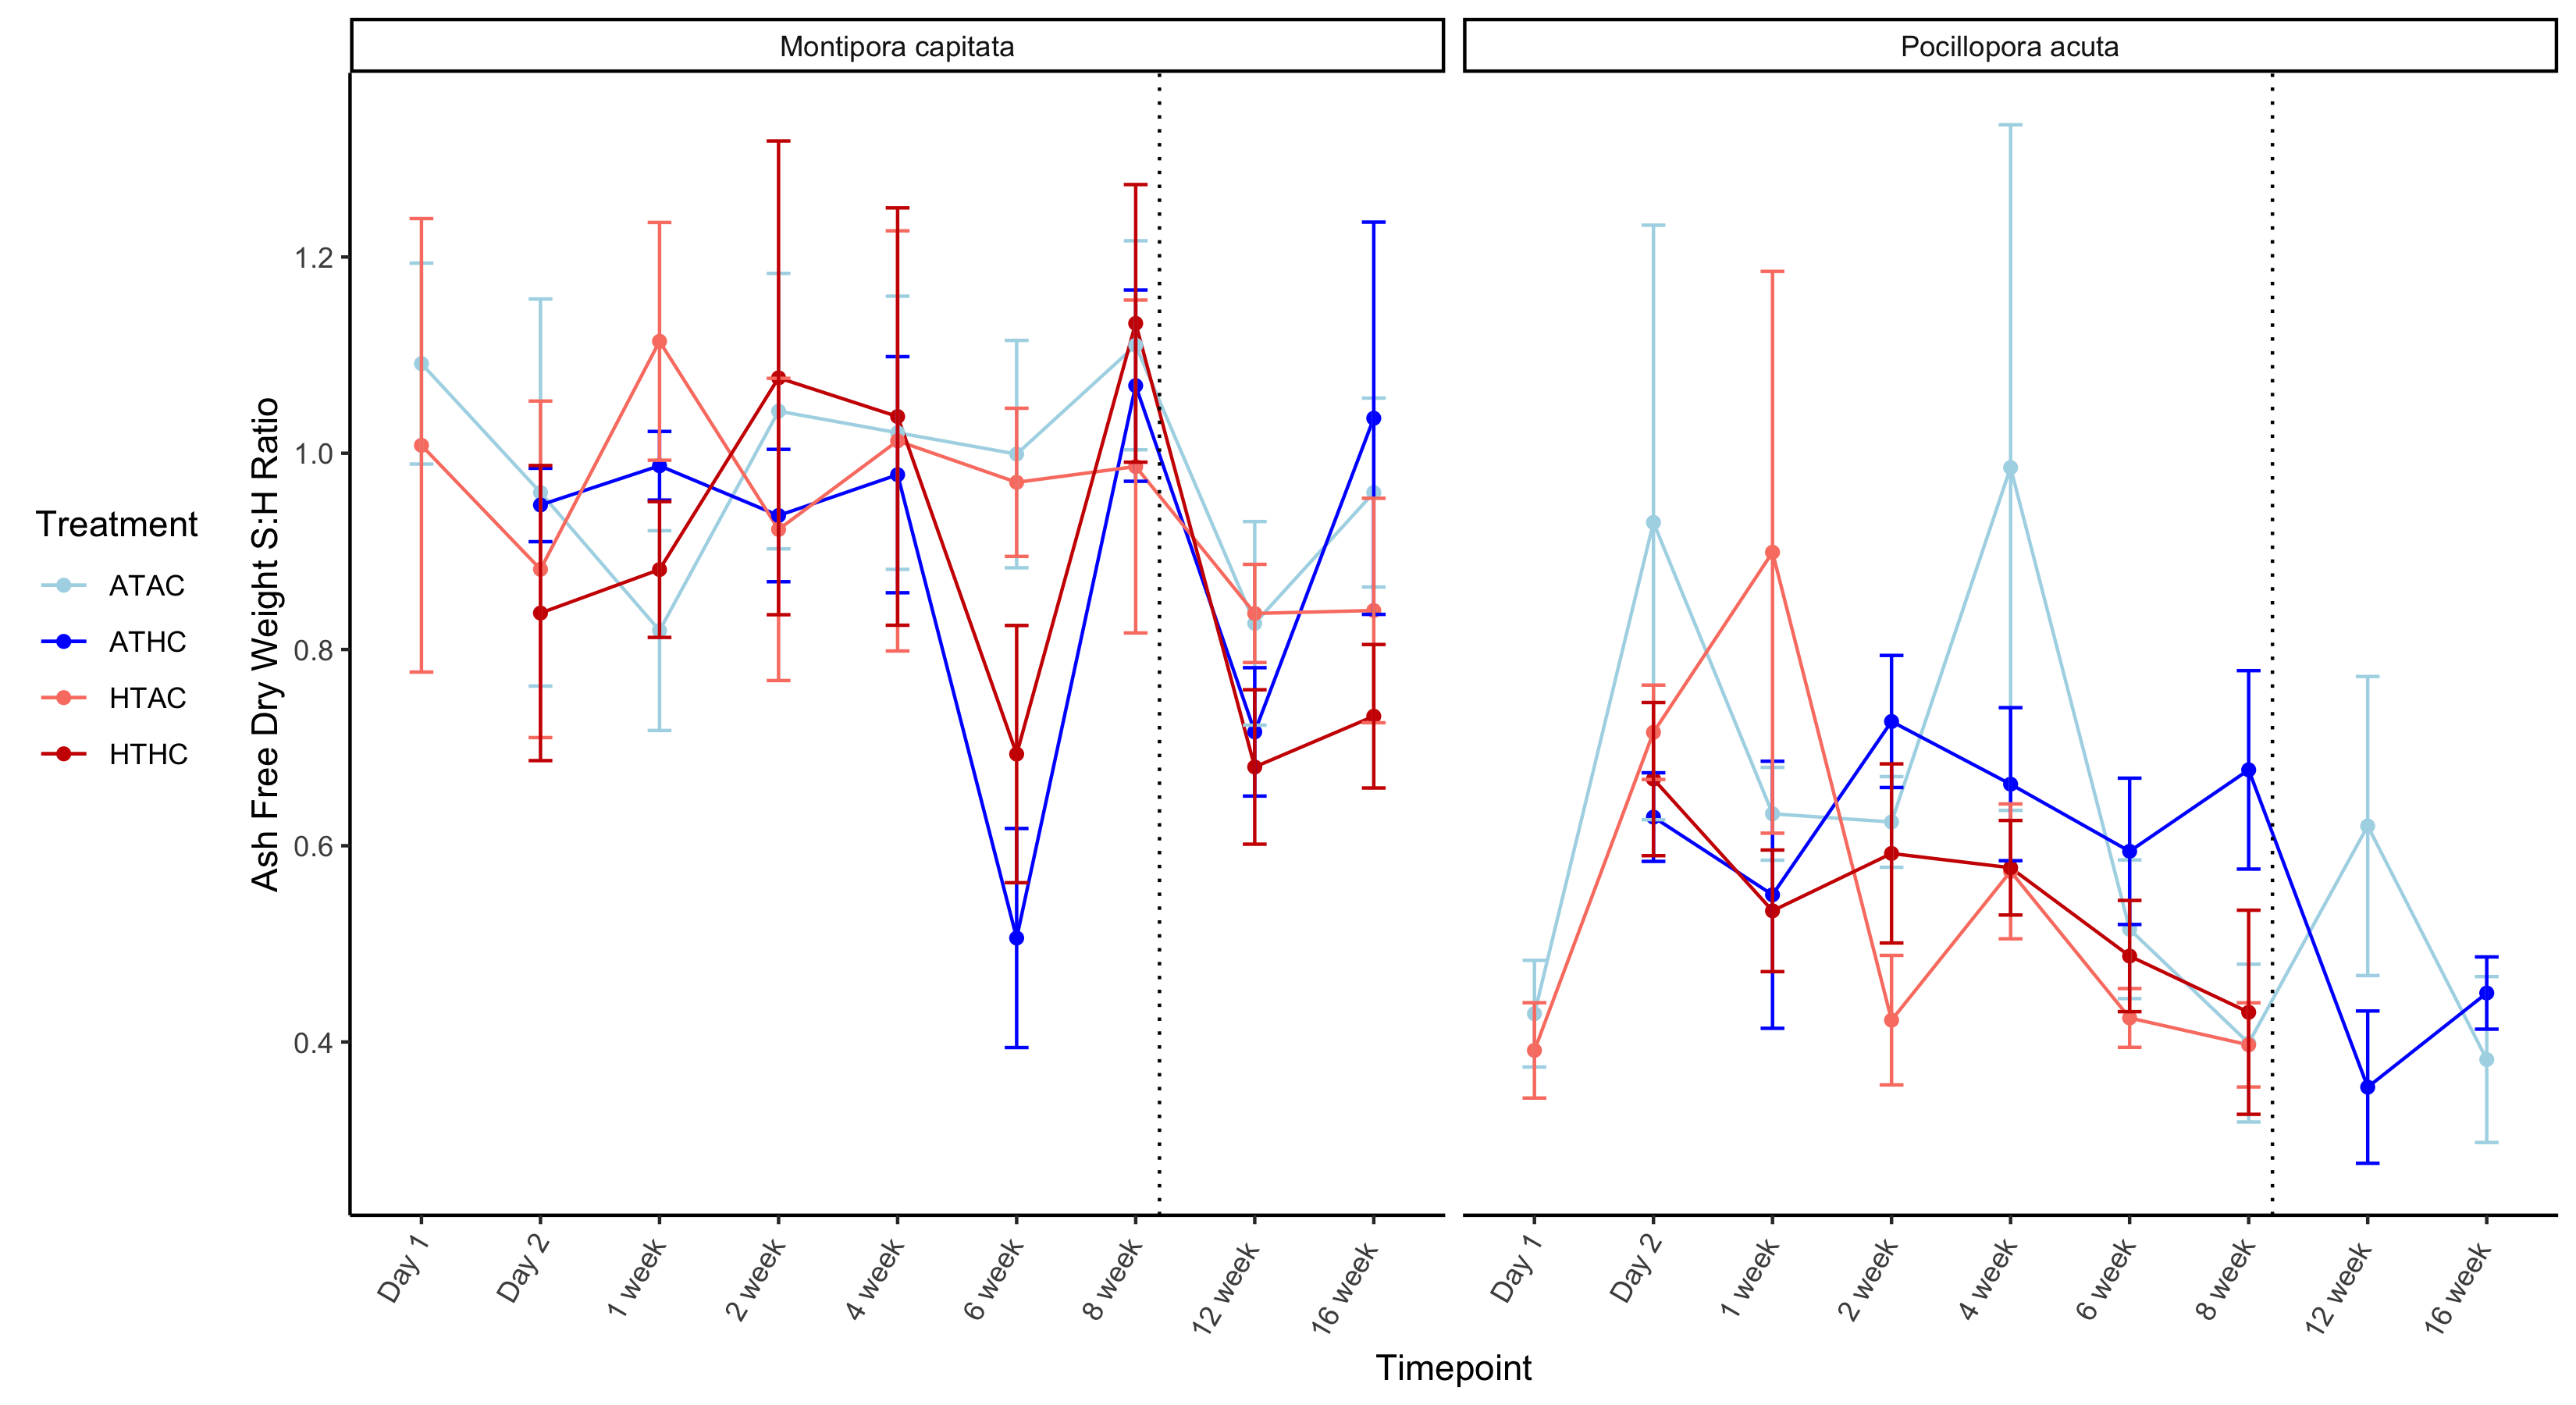 Montipora capitata
Pocillopora acuta
Ash Free Dry Weight S:H Ratio
1.2
1.0
0.8
0.6
0.4
Treatment
ATAC
ATHC
HTAC
HTHC
Day 1
Day 2
1 week
2 week
4 week
6 week
8 week
12 week
16 week
Day 1
Day 2
1 week
2 week
4 week
6 week
8 week
12 week
16 week
Timepoint